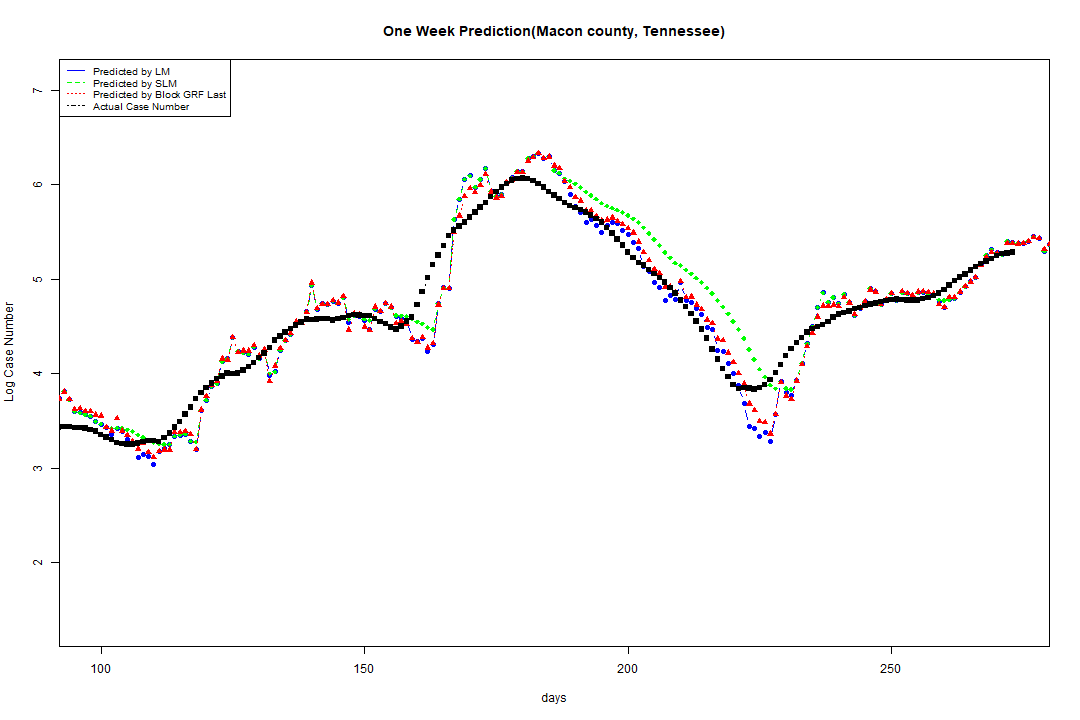 One Week Prediction(Macon county, Tennessee)
Predicted by LM
Predicted by SLM
Predicted by Block GRF Last
Actual Case Number
7
6
5
4
3
2
Log Case Number
100 150 200 250
days